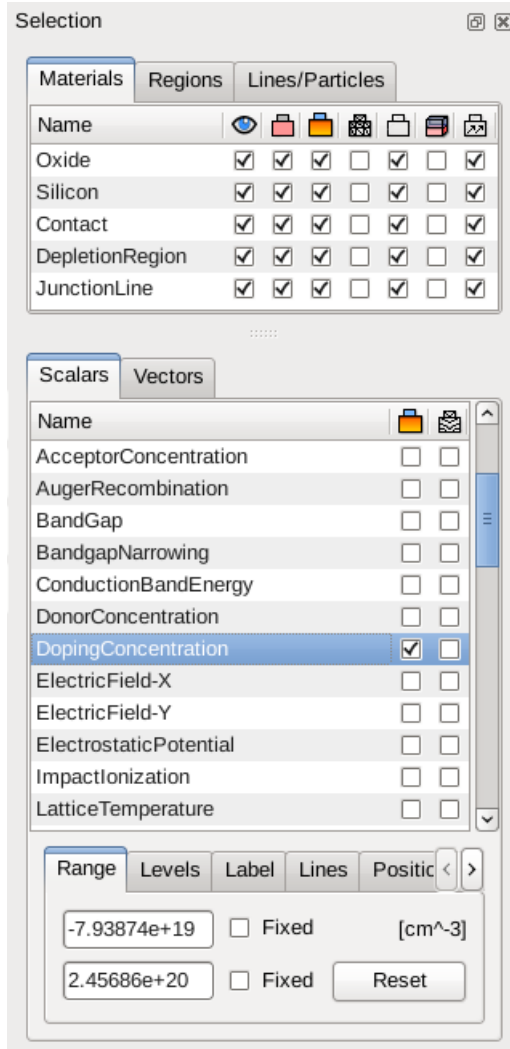 Selection
Materials Regions Lines/Particles
Name
Oxide
Silicon
Contact
DepletionRegion
JunctionLine
Scalars Vectors
Name
AcceptorConcentration
AugerRecombination
BandGap
BandgapNarrowing
ConductionBandEnergy
DonorConcentration
DopingConcentration
ElectricField-X
ElectricField-Y
ElectrostaticPotential
ImpactIonization
LatticeTemperature
Range Levels Label Lines Positic
-7.93874e+19 Fixed [cm^-3]
2.45686e+20 Fixed Reset